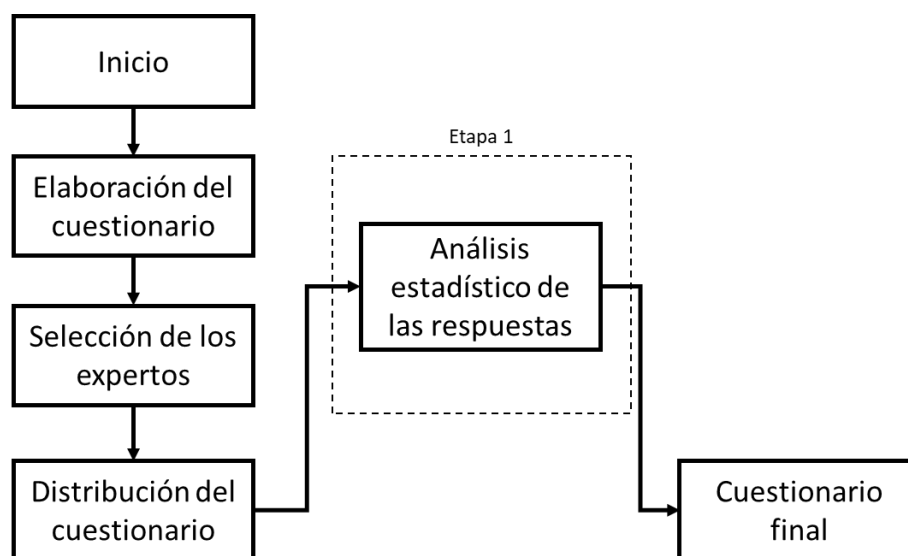 Inicio
Elaboración del
cuestionario
Selección de los
expertos
Distribución del
cuestionario
Etapa 1
Análisis
estadístico de
las respuestas
Cuestionario
final